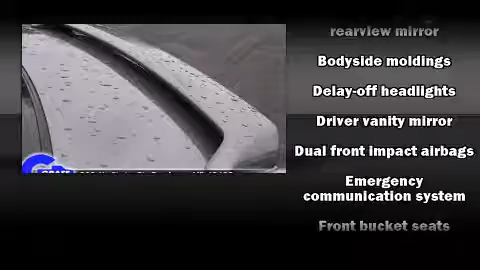 rearview mirror
Bodyside moldings
Delay-off headlights
Driver vanity mirror
Dual front impact airbags
Emergency
communication system
Front bucket seats